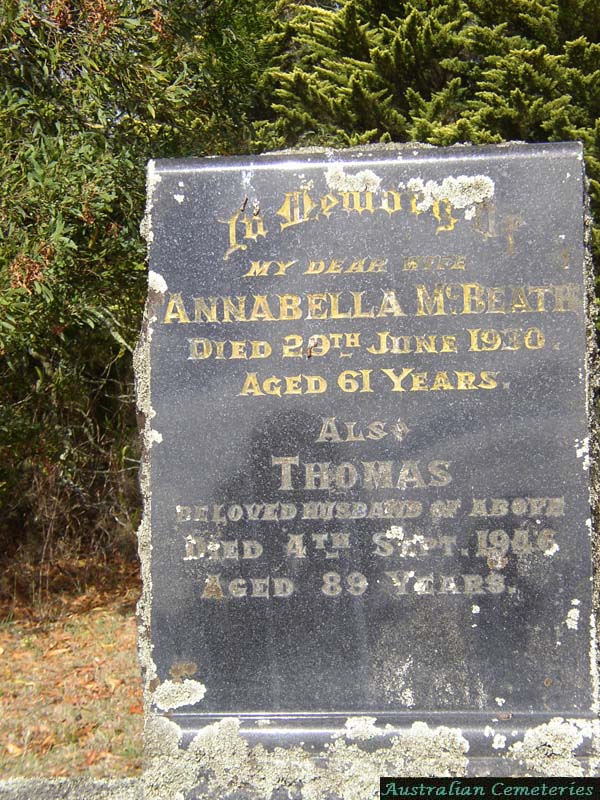 In Memory of
MY DEAR WIFE
ANNABELLA McBEATH
DIED 29TH JUNE 1930.
AGED 61 YEARS.
ALSO
THOMAS
BELOVED HUSBAND OF ABOVE
DIED 4TH SEPT. 1946
AGED 89 YEARS.
Australian Cemeteries